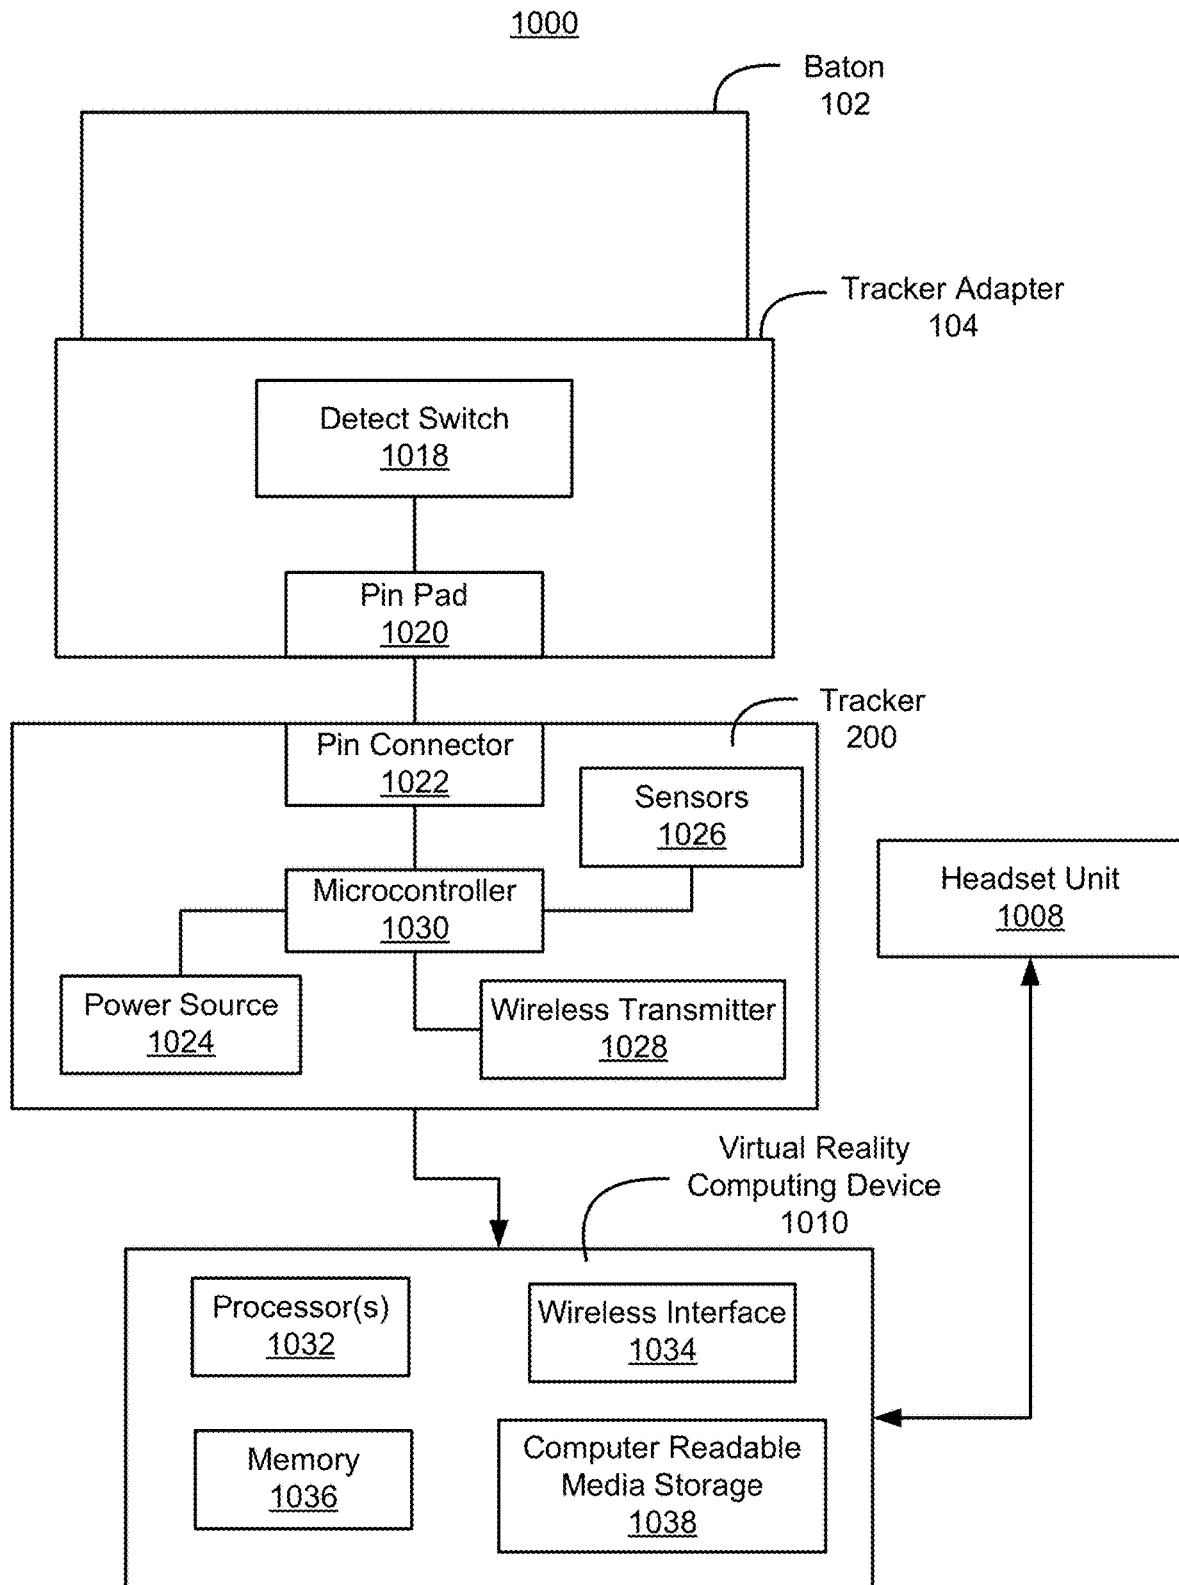 1000
Baton
102
Tracker Adapter
104
Detect Switch
1018
Pin Pad
1020
Tracker
200
Pin Connector
1022
Sensors
1026
Microcontroller
1030
Headset Unit
1008
Power Source
1024
Wireless Transmitter
1028
Virtual Reality
Computing Device
1010
Processor(s)
1032
Wireless Interface
1034
Memory
1036
Computer Readable
Media Storage
1038